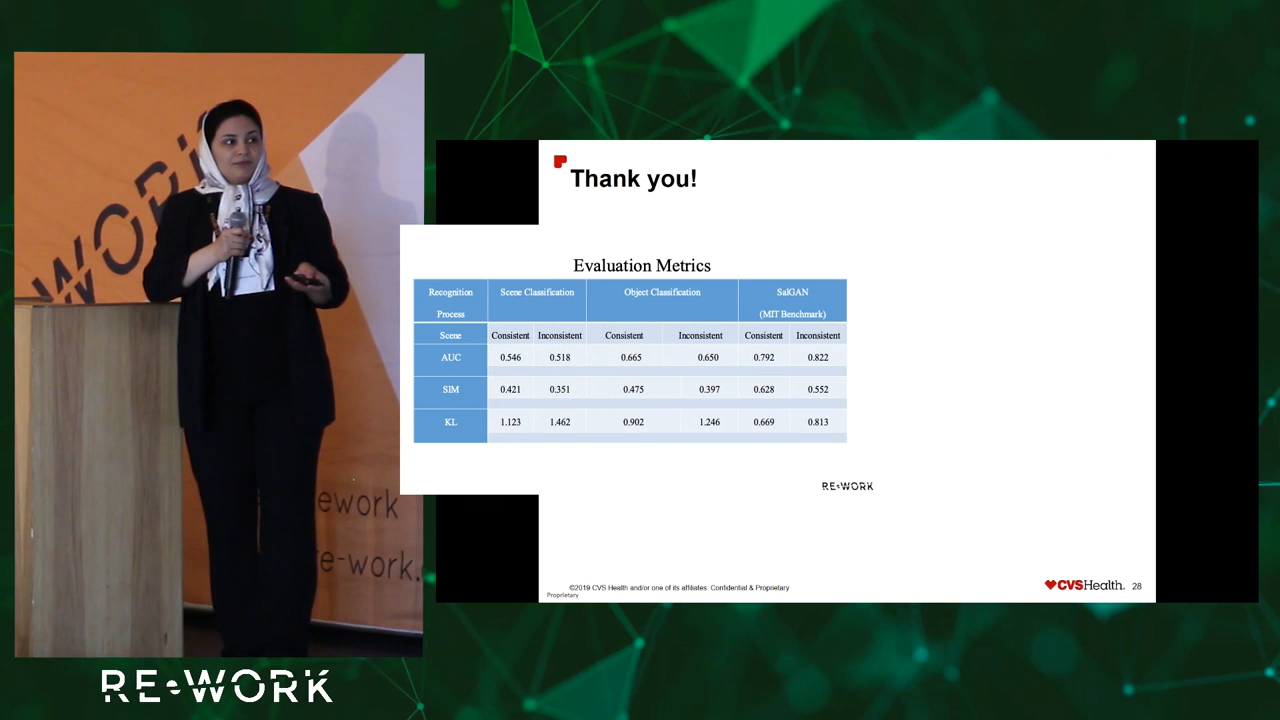 WORK
rework
re-work.
RE•WORK
Thank you!
Evaluation Metrics
Recognition Process	Scene Classification	Object Classification	SalGAN (MIT Benchmark)
Scene	Consistent	Inconsistent	Consistent	Inconsistent	Consistent	Inconsistent
AUC	0.546	0.518	0.665	0.650	0.792	0.822
SIM	0.421	0.351	0.475	0.397	0.628	0.552
KL	1.123	1.462	0.902	1.246	0.669	0.813
RE•WORK
©2019 CVS Health and/or one of its affiliates: Confidential & Proprietary
Proprietary
CVSHealth.	28